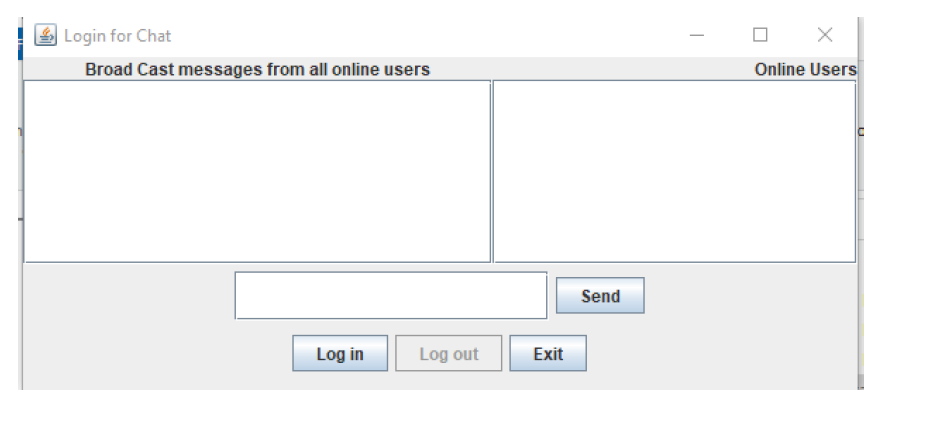 Login for Chat
Broad Cast messages from all online users Online Users
Send
Log in Log out Exit